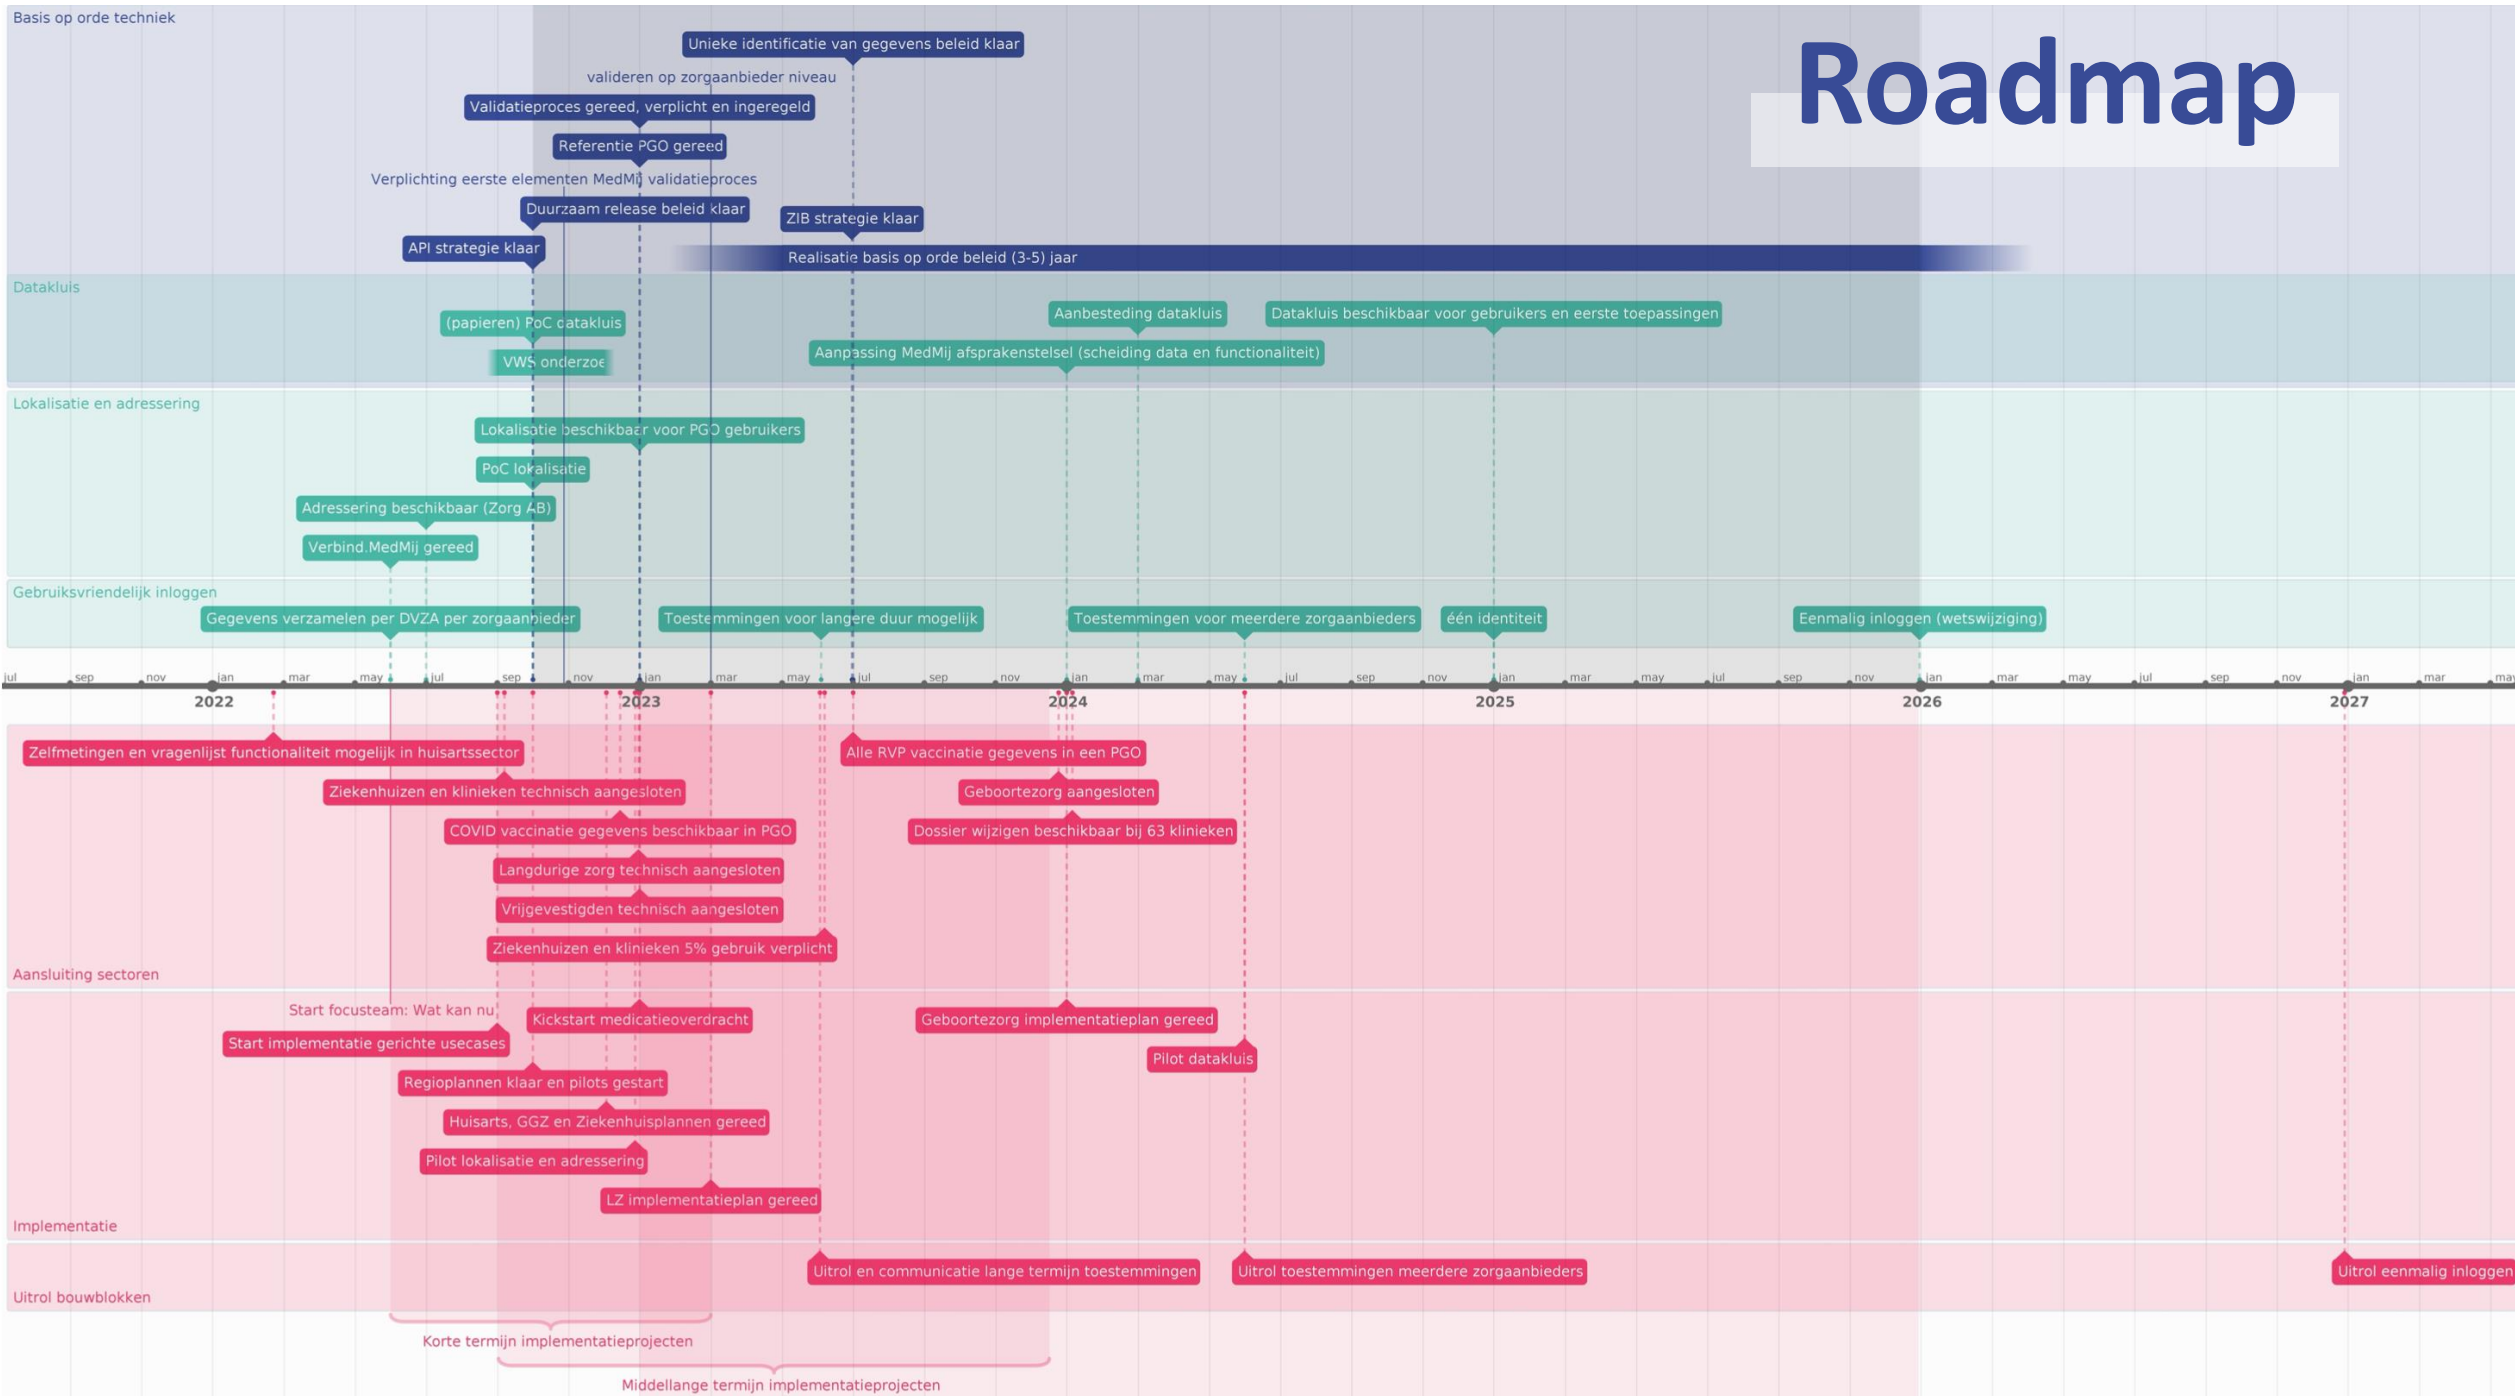 Roadmap
Basis op orde techniek
Unieke identificatie van gegevens beleid klaar
valideren op zorgaanbieder niveau
Validatieproces gereed, verplicht en ingeregeld
Referentie PGO gereed
Verplichting eerste elementen MedMij validatieproces
Duurzaam release beleid klaar
ZIB strategie klaar
API strategie klaar
Realisatie basis op orde beleid (3-5) jaar
Datakluis
Aanbesteding datakluis
Datakluis beschikbaar voor gebruikers en eerste toepassingen
(papieren) PoC datakluis
Aanpassing MedMij afsprakenstelsel (scheiding data en functionaliteit)
VWS onderzoe
Lokalisatie en adressering
Lokalisatie beschikbaar voor PGO gebruikers
PoC lokalisatie
Adressering beschikbaar (Zorg AB)
Verbind.MedMij gereed
Gebruiksvriendelijk inloggen
Gegevens verzamelen per DVZA per zorgaanbieder
Toestemmingen voor langere duur mogelijk
Toestemmingen voor meerdere zorgaanbieders
één identiteit
Eenmalig inloggen (wetswijziging)
jul sep nov jan mar may jul sep nov jan mar may jul sep nov jan mar may jul sep nov jan mar may jul sep nov jan mar may jul sep nov jan mar may
2022 2023 2024 2025 2026 2027
Zelfmetingen en vragenlijst functionaliteit mogelijk in huisartssector
Alle RVP vaccinatie gegevens in een PGO
Ziekenhuizen en klinieken technisch aangesloten
Geboortezorg aangesloten
COVID vaccinatie gegevens beschikbaar in PGO
Dossier wijzigen beschikbaar bij 63 klinieken
Langdurige zorg technisch aangesloten
Vrijgevestigden technisch aangesloten
Ziekenhuizen en klinieken 5% gebruik verplicht
Aansluiting sectoren
Start focusteam: Wat kan nu
Kickstart medicatieoverdracht
Geboortezorg implementatieplan gereed
Start implementatie gerichte usecases
Pilot datakluis
Regioplannen klaar en pilots gestart
Huisarts, GGZ en Ziekenhuisplannen gereed
Pilot lokalisatie en adressering
LZ implementatieplan gereed
Implementatie
Uitrol en communicatie lange termijn toestemmingen
Uitrol toestemmingen meerdere zorgaanbieders
Uitrol eenmalig inloggen
Uitrol bouwblokken
Korte termijn implementatieprojecten
Middellange termijn implementatieprojecten